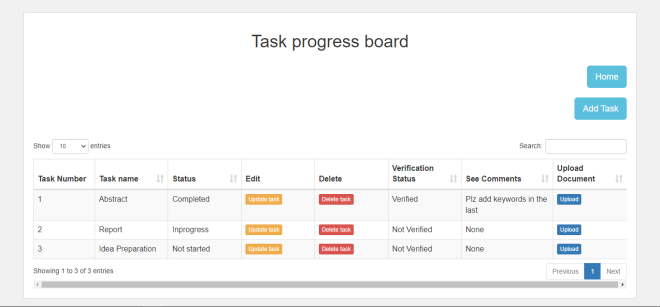 Task progress board
Home
Add Task
Show 10 entries
Search:
Task Number Task name Status Edit Delete Verification Status See Comments Upload Document
1 Abstract Completed Update task Delete task Verified Plz add keywords in the last Upload
2 Report Inprogress Update task Delete task Not Verified None Upload
3 Idea Preparation Not started Update task Delete task Not Verified None Upload
Showing 1 to 3 of 3 entries
Previous 1 Next